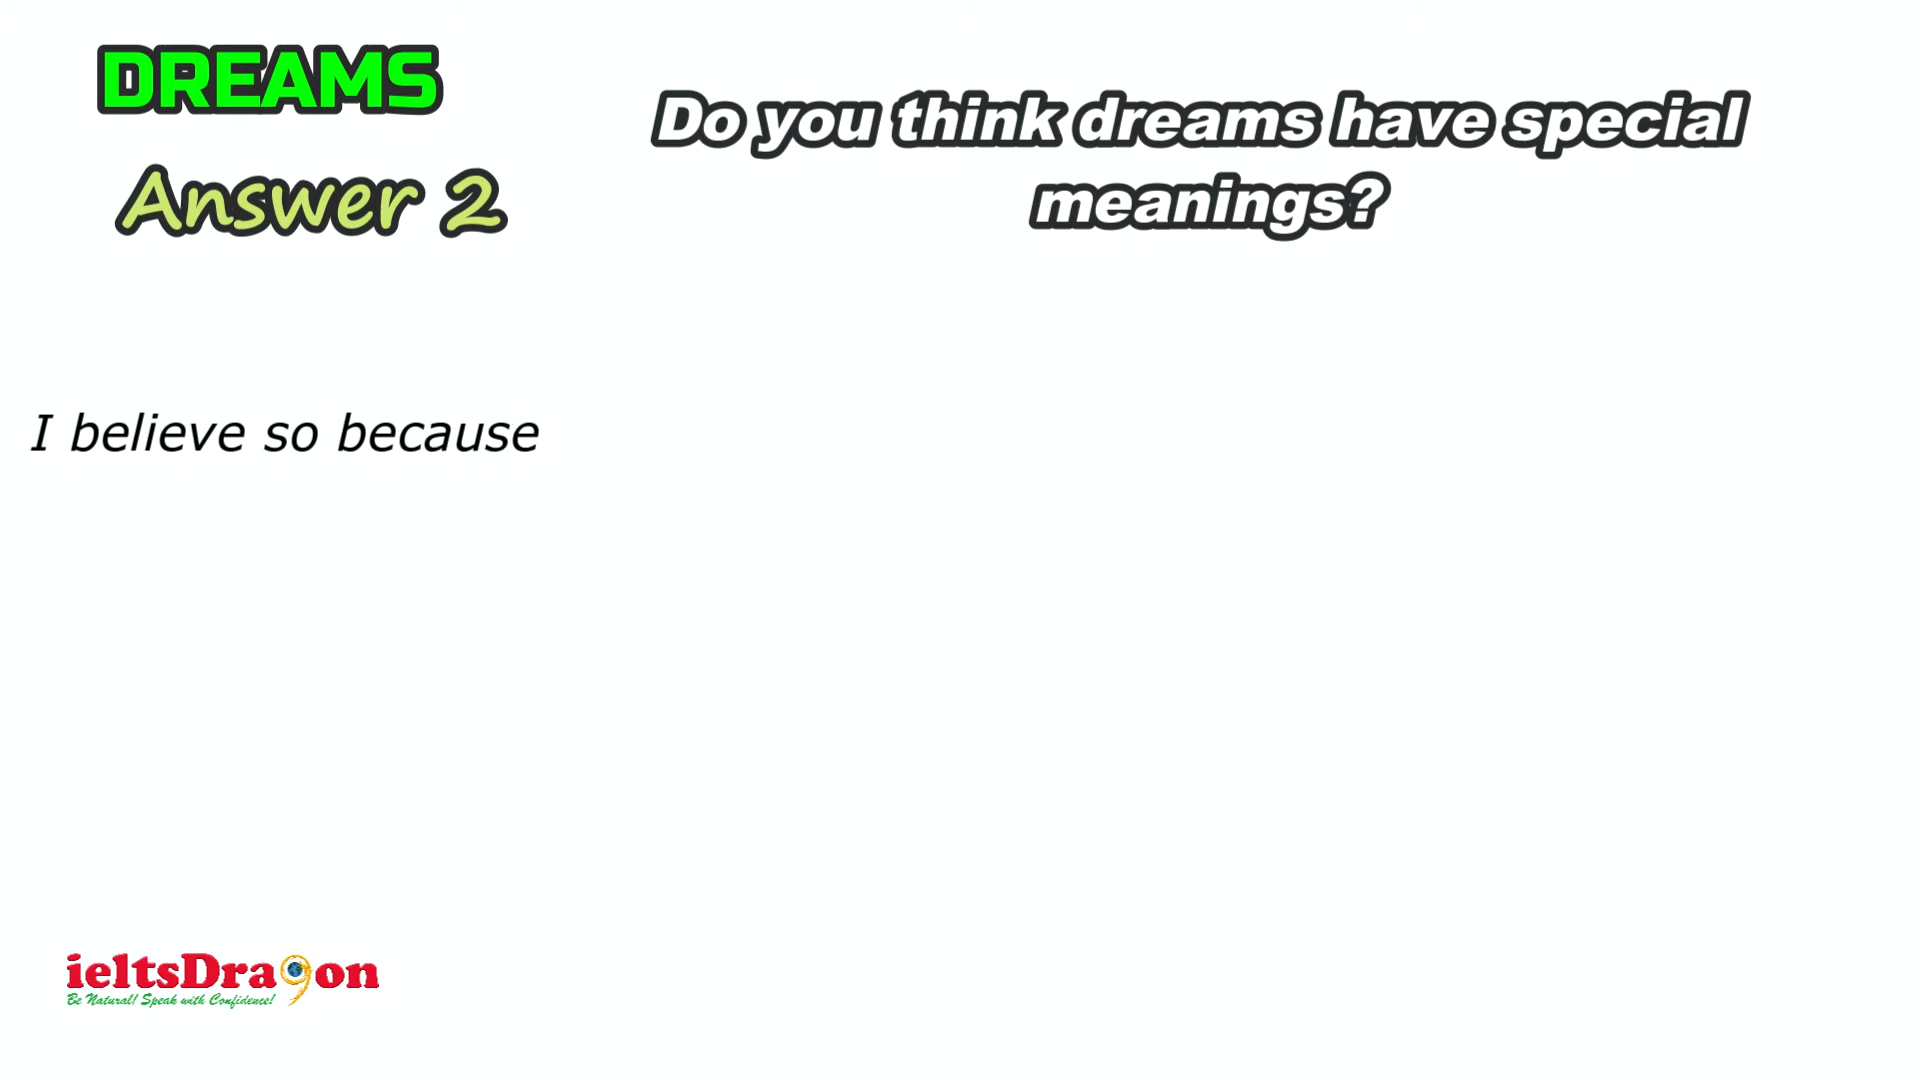 DREAMS
Answer 2
Do you think dreams have special
meanings?
I believe so because
ieltsDra9on
Be Natural! Speak with Confidence!